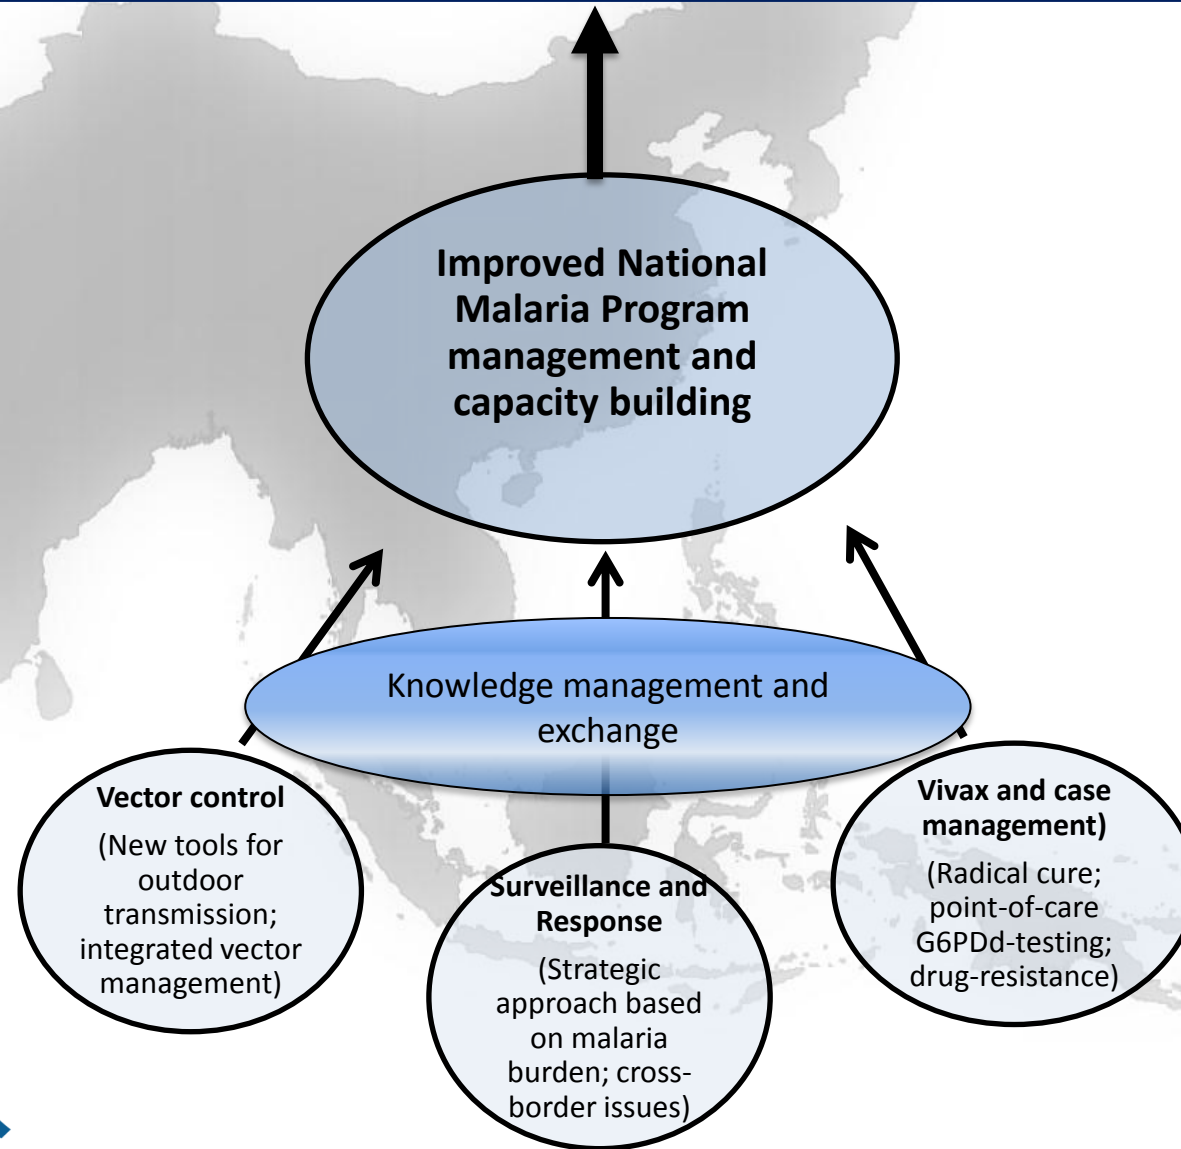 Improved National
Malaria Program
management and
capacity building
Knowledge management and
exchange
Vector control
(New tools for
outdoor
transmission;
integrated vector
management)
Surveillance and
Response
(Strategic
approach based
on malaria
burden; cross-
border issues)
Vivax and case
management)
(Radical cure;
point-of-care
G6PDd-testing;
drug-resistance)